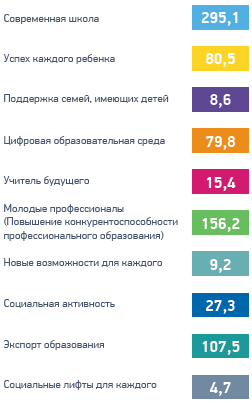 Современная школа 295,1
Успех каждого ребенка 80,5
Поддержка семей, имеющих детей 8,6
Цифровая образовательная среда 79,8
Учитель будущего 15,4
Молодые профессионалы
(Повышение конкурентоспособности 156,2
профессионального образования)
Новые возможности для каждого 9,2
Социальная активность 27,3
Экспорт образования 107,5
Социальные лифты для каждого 4,7